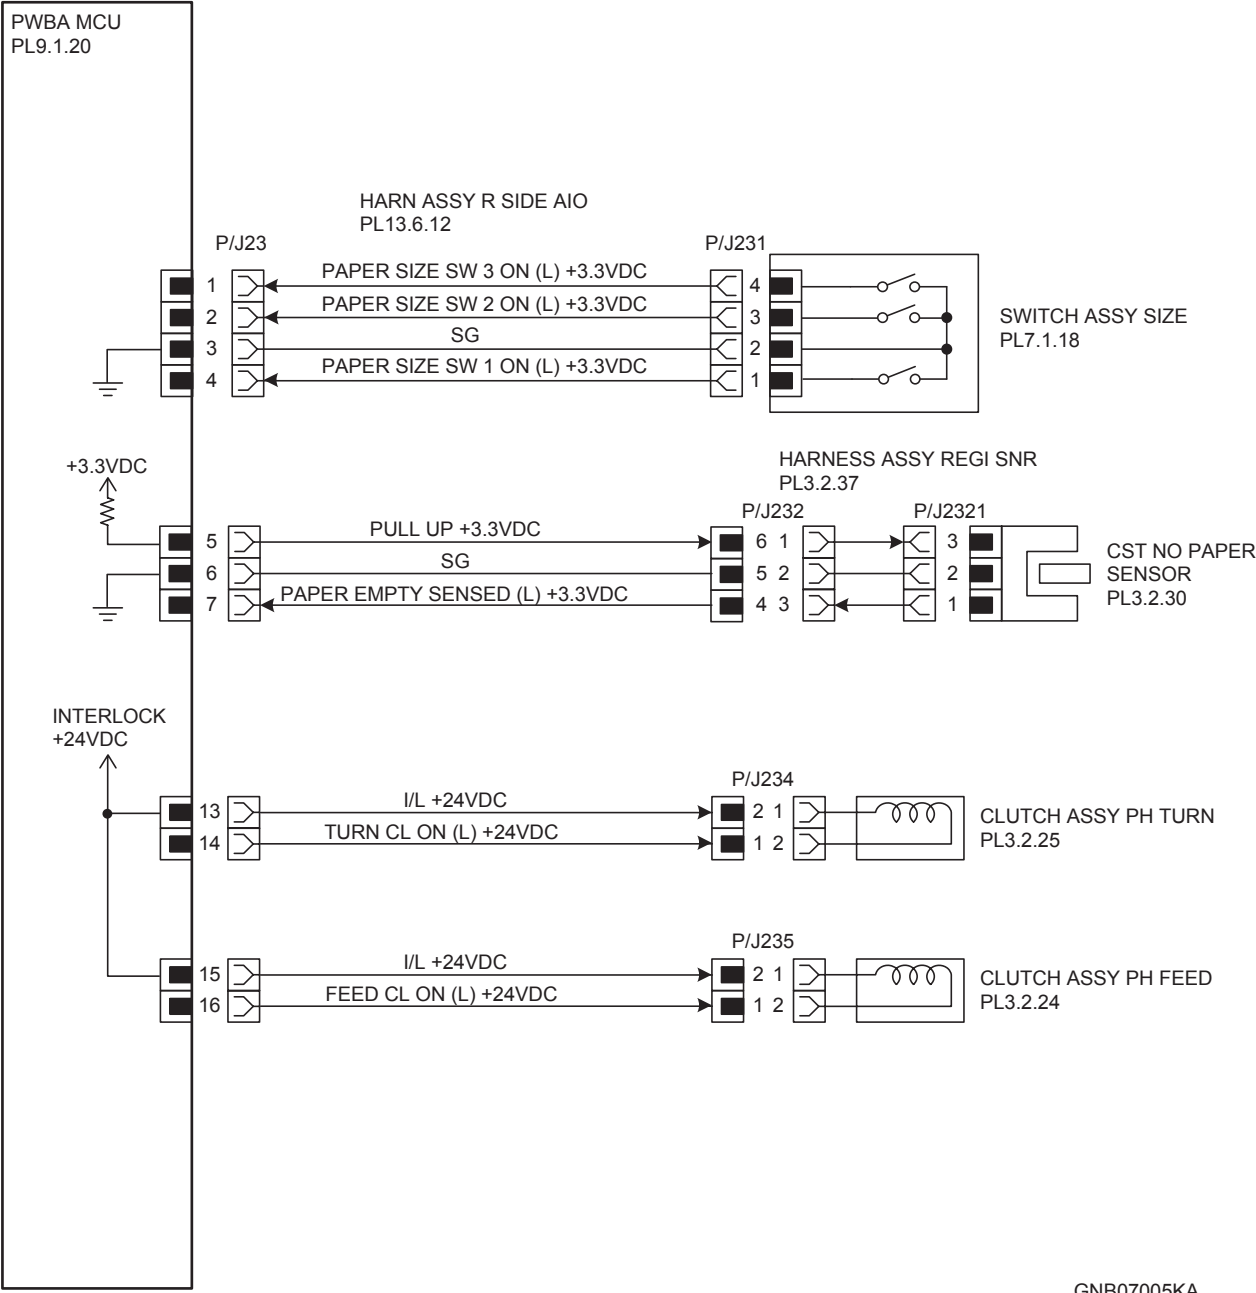 PWBA MCU
PL9.1.20
HARN ASSY R SIDE AIO
PL13.6.12
P/J23
P/J231
1
PAPER SIZE SW 3 ON (L) +3.3VDC
4
2
PAPER SIZE SW 2 ON (L) +3.3VDC
3
3
SG
2
4
PAPER SIZE SW 1 ON (L) +3.3VDC
1
SWITCH ASSY SIZE
PL7.1.18
+3.3VDC
HARNESS ASSY REGI SNR
PL3.2.37
P/J232
P/J2321
5
PULL UP +3.3VDC
6 1
3
6
SG
5 2
2
7
PAPER EMPTY SENSED (L) +3.3VDC
4 3
1
CST NO PAPER
SENSOR
PL3.2.30
INTERLOCK
+24VDC
P/J234
13
I/L +24VDC
2 1
14
TURN CL ON (L) +24VDC
1 2
CLUTCH ASSY PH TURN
PL3.2.25
P/J235
15
I/L +24VDC
2 1
16
FEED CL ON (L) +24VDC
1 2
CLUTCH ASSY PH FEED
PL3.2.24
GNB07005KA